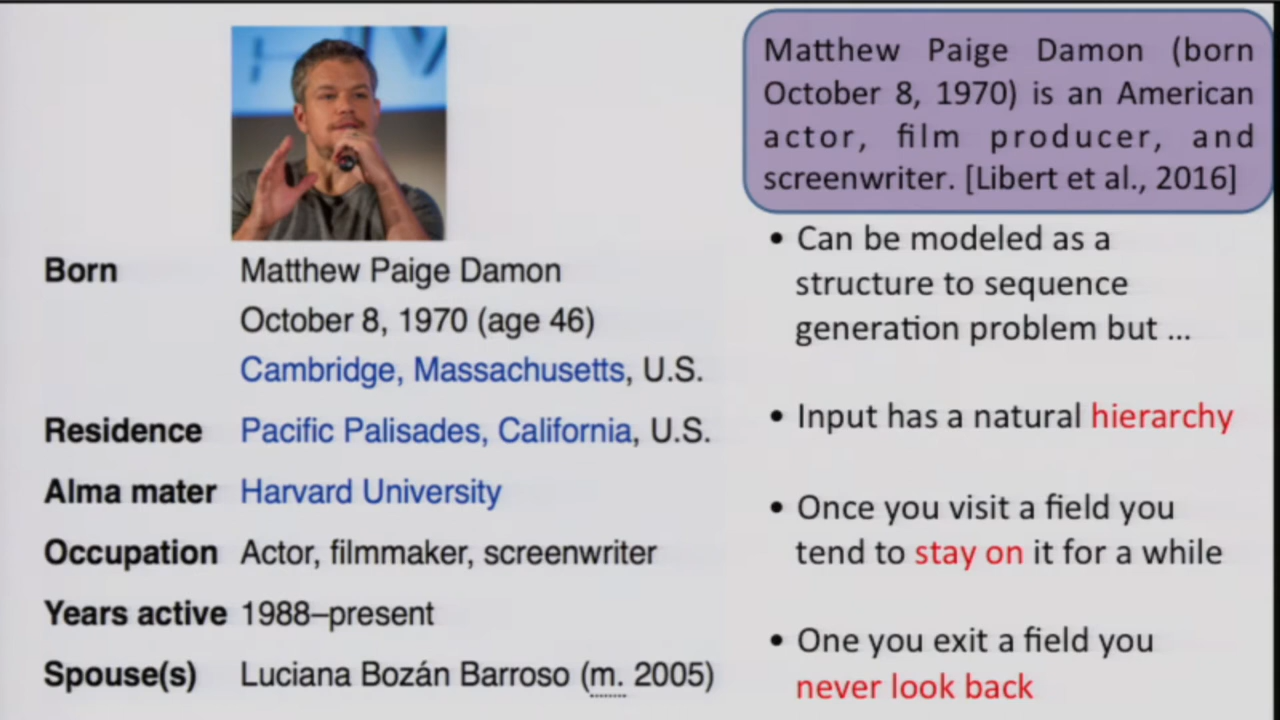 Born Matthew Paige Damon
October 8, 1970 (age 46)
Cambridge, Massachusetts, U.S.
Residence Pacific Palisades, California, U.S.
Alma mater Harvard University
Occupation Actor, filmmaker, screenwriter
Years active 1988–present
Spouse(s) Luciana Bozán Barroso (m. 2005)
Matthew Paige Damon (born
October 8, 1970) is an American
actor, film producer, and
screenwriter. [Libert et al., 2016]
• Can be modeled as a
structure to sequence
generation problem but ...
• Input has a natural hierarchy
• Once you visit a field you
tend to stay on it for a while
• One you exit a field you
never look back